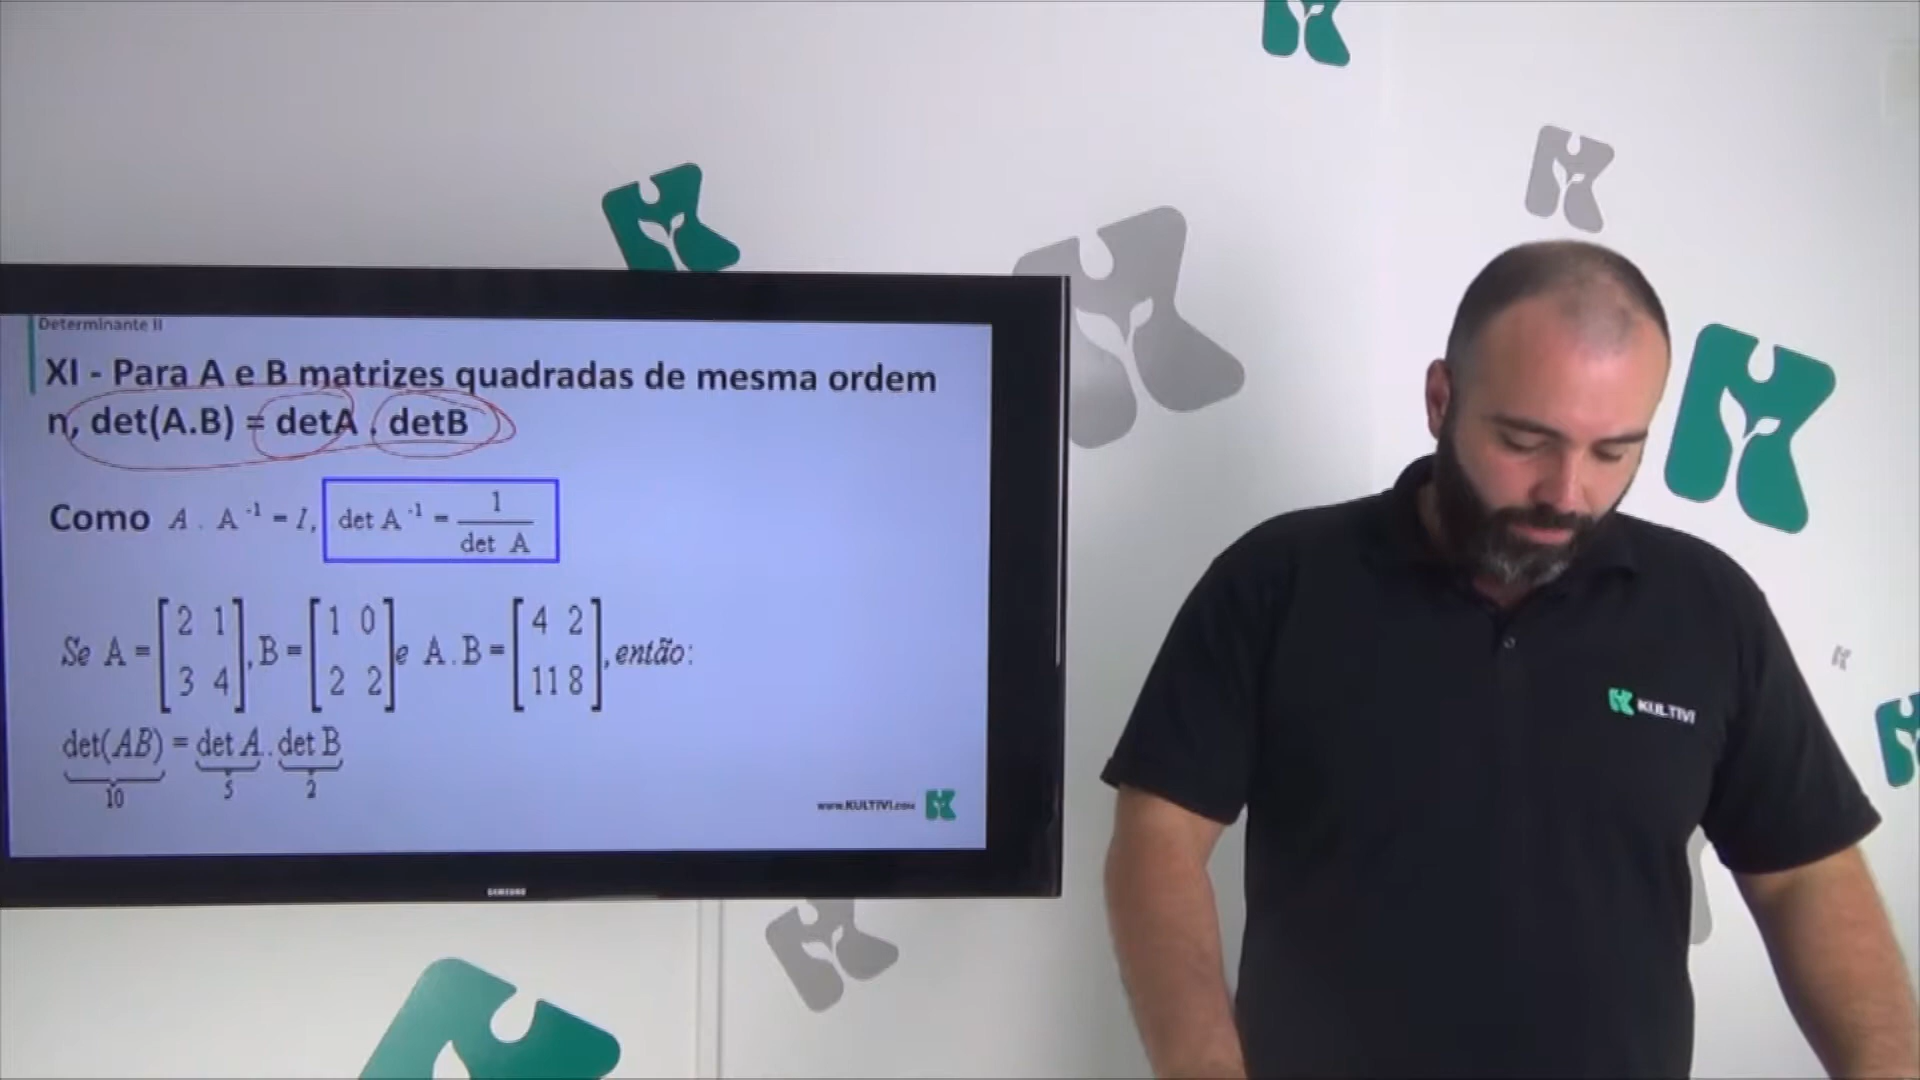 Determinante II
XI - Para A e B matrizes quadradas de mesma ordem
n, det(A.B) = detA . detB
Como A . A⁻¹ = I, det A⁻¹ = 1 / det A
Se A = [2 1; 3 4], B = [1 0; 2 2] e A.B = [4 2; 11 8], então:
det(AB) = det A . det B
10 5 2
www.KULTIVI.com
SAMSUNG
KULTIVI